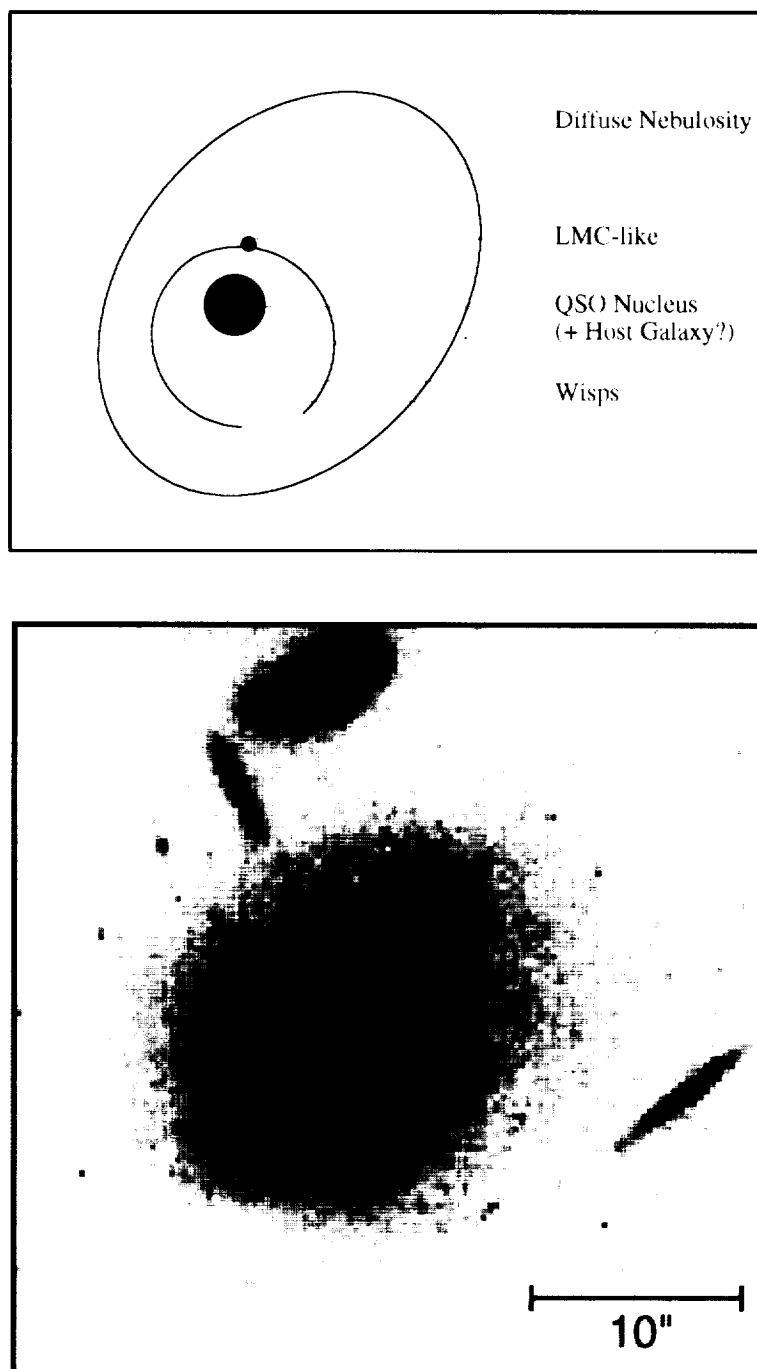 Diffuse Nebulosity
LMC-like
QSO Nucleus
(+ Host Galaxy?)
Wisps
10"